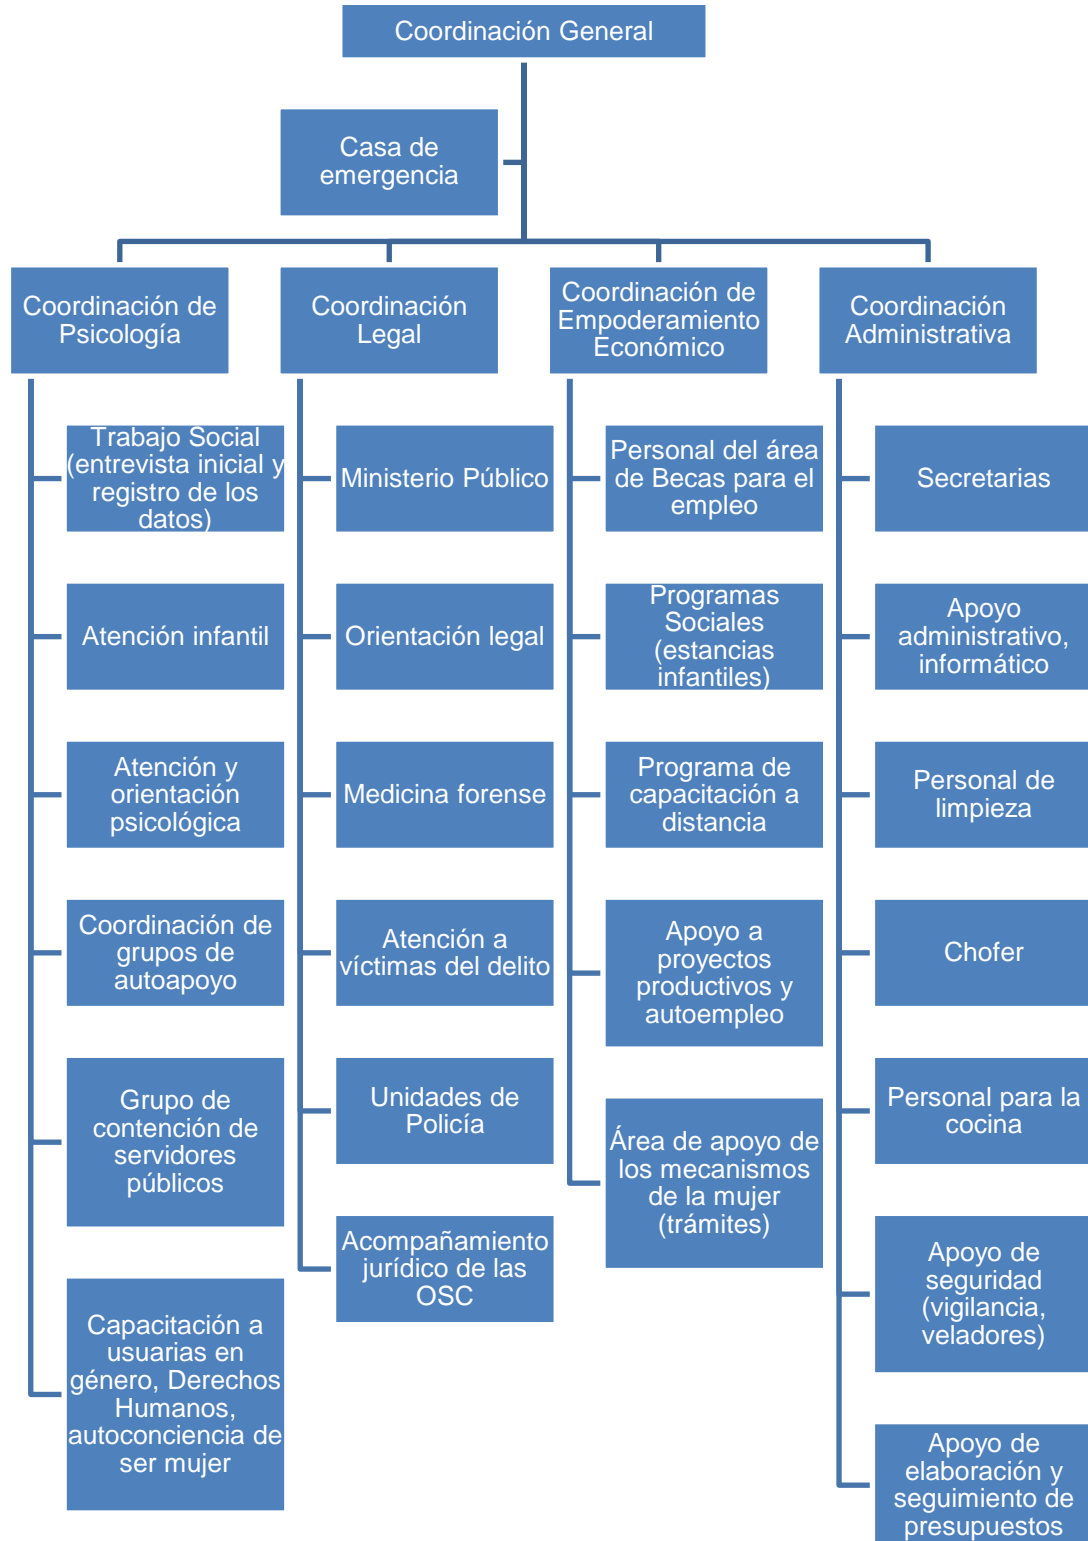 Coordinación General
Casa de
emergencia
Coordinación de
Psicología
Coordinación
Legal
Coordinación de
Empoderamiento
Económico
Coordinación
Administrativa
Trabajo Social
(entrevista inicial y
registro de los
datos)
Atención infantil
Atención y
orientación
psicológica
Coordinación de
grupos de
autoapoyo
Grupo de
contención de
servidores
públicos
Capacitación a
usuarias en
género, Derechos
Humanos,
autoconciencia de
ser mujer
Ministerio Público
Orientación legal
Medicina forense
Atención a
víctimas del delito
Unidades de
Policía
Acompañamiento
jurídico de las
OSC
Personal del área
de Becas para el
empleo
Programas
Sociales
(estancias
infantiles)
Programa de
capacitación a
distancia
Apoyo a
proyectos
productivos y
autoempleo
Área de apoyo de
los mecanismos
de la mujer
(trámites)
Secretarias
Apoyo
administrativo,
informático
Personal de
limpieza
Chofer
Personal para la
cocina
Apoyo de
seguridad
(vigilancia,
veladores)
Apoyo de
elaboración y
seguimiento de
presupuestos